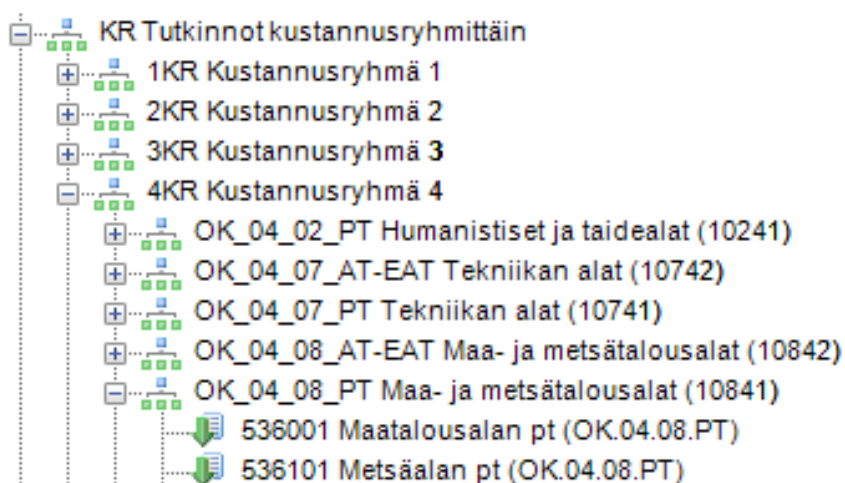 KR Tutkinnot kustannusryhmittäin
1KR Kustannusryhmä 1
2KR Kustannusryhmä 2
3KR Kustannusryhmä 3
4KR Kustannusryhmä 4
OK_04_02_PT Humanistiset ja taidealat (10241)
OK_04_07_AT-EAT Tekniikan alat (10742)
OK_04_07_PT Tekniikan alat (10741)
OK_04_08_AT-EAT Maa- ja metsätalousalat (10842)
OK_04_08_PT Maa- ja metsätalousalat (10841)
536001 Maatalousalan pt (OK.04.08.PT)
536101 Metsäalan pt (OK.04.08.PT)